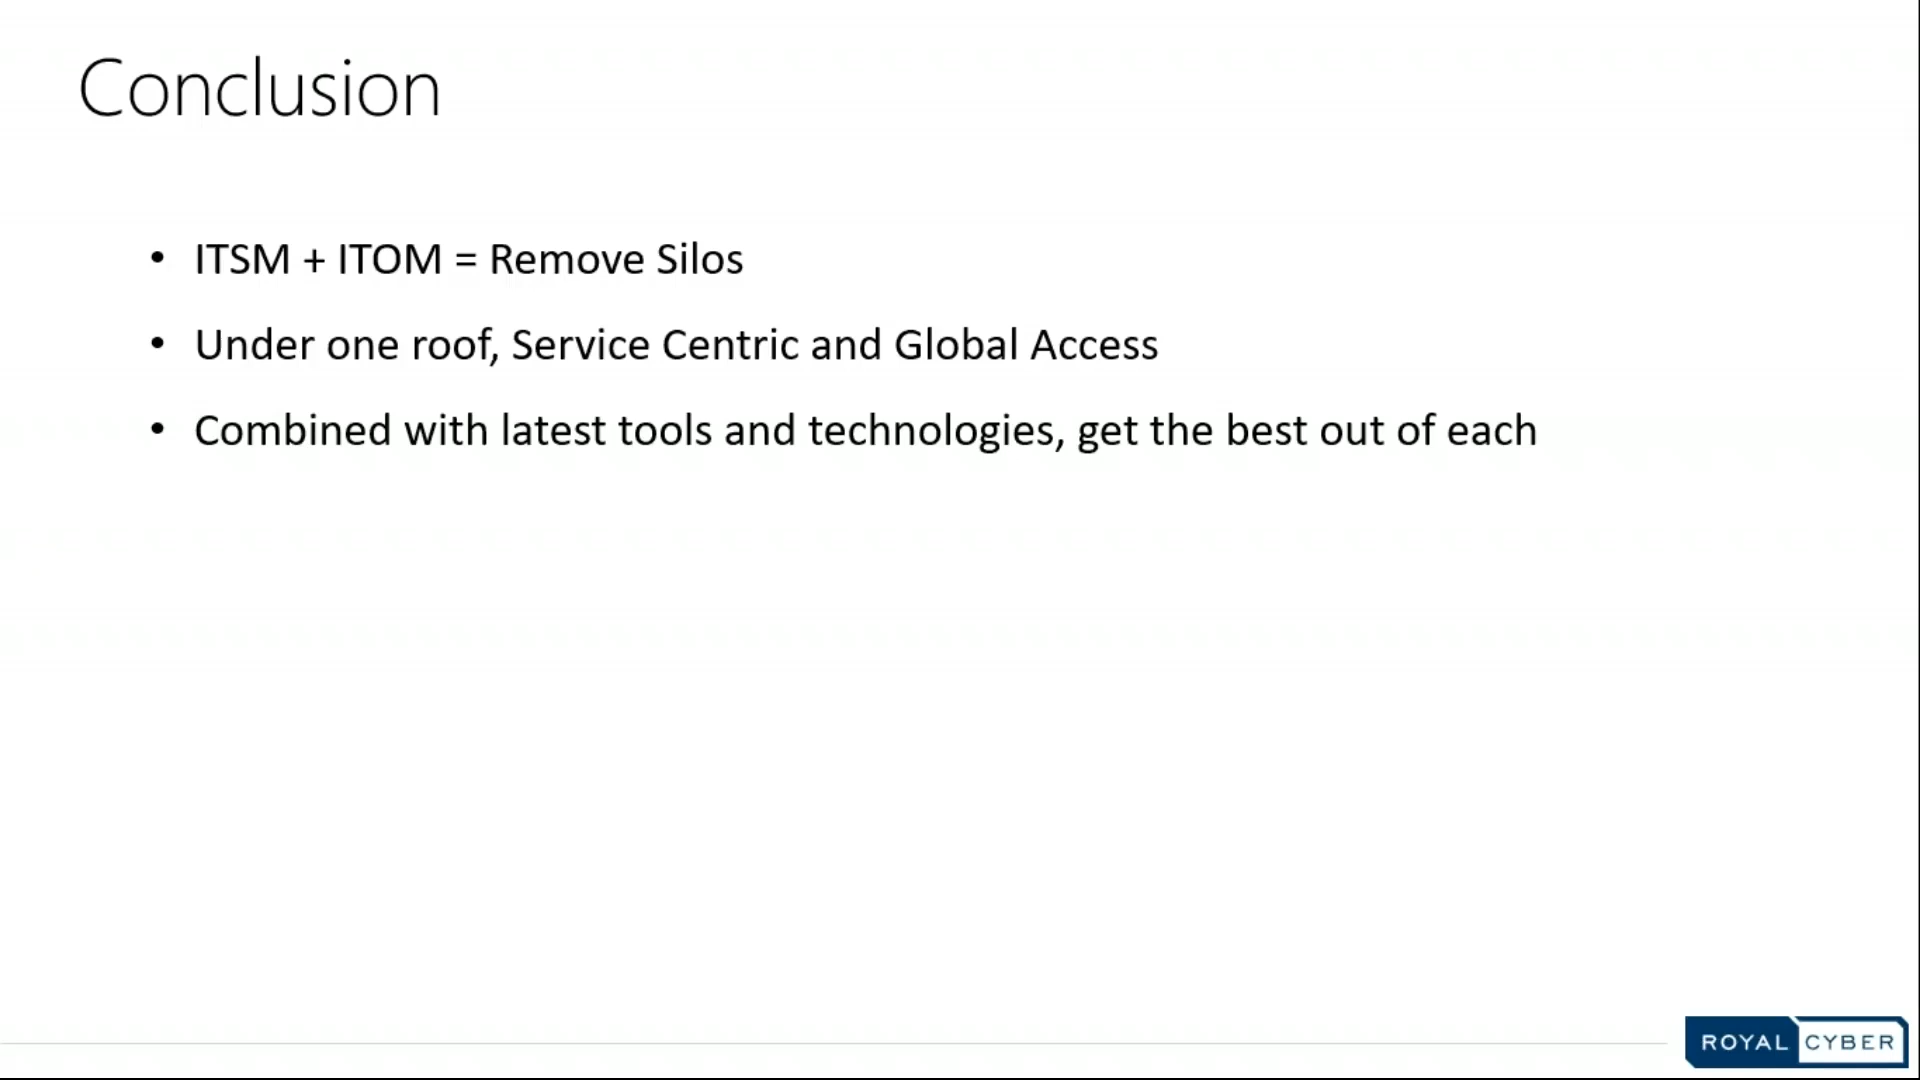 Conclusion
• ITSM + ITOM = Remove Silos
• Under one roof, Service Centric and Global Access
• Combined with latest tools and technologies, get the best out of each
ROYAL CYBER